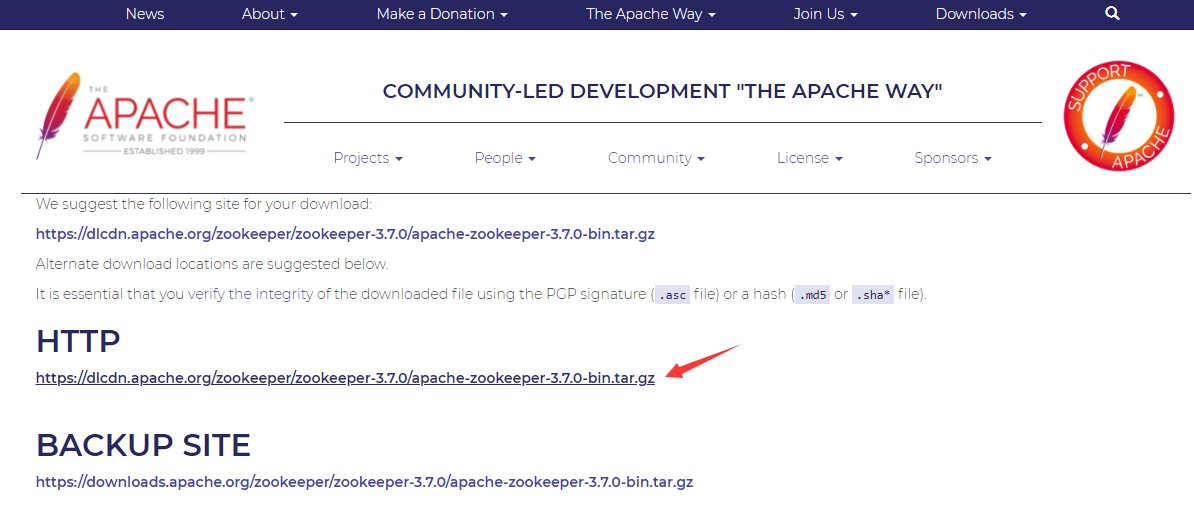 News About Make a Donation The Apache Way Join Us Downloads
THE
APACHE®
SOFTWARE FOUNDATION
ESTABLISHED 1999
COMMUNITY-LED DEVELOPMENT "THE APACHE WAY"
SUPPORT
APACHE
Projects People Community License Sponsors
We suggest the following site for your download:
https://dlcdn.apache.org/zookeeper/zookeeper-3.7.0/apache-zookeeper-3.7.0-bin.tar.gz
Alternate download locations are suggested below.
It is essential that you verify the integrity of the downloaded file using the PGP signature ( .asc file) or a hash ( .md5 or .sha* file).
HTTP
https://dlcdn.apache.org/zookeeper/zookeeper-3.7.0/apache-zookeeper-3.7.0-bin.tar.gz
BACKUP SITE
https://downloads.apache.org/zookeeper/zookeeper-3.7.0/apache-zookeeper-3.7.0-bin.tar.gz